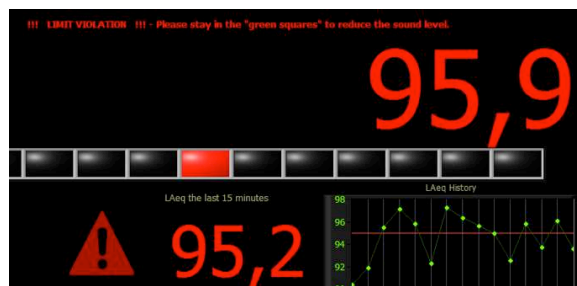 !!! LIMIT VIOLATION !!! - Please stay in the "green squares" to reduce the sound level.
95,9
LAeq the last 15 minutes
95,2
LAeq History
98
96
94
92